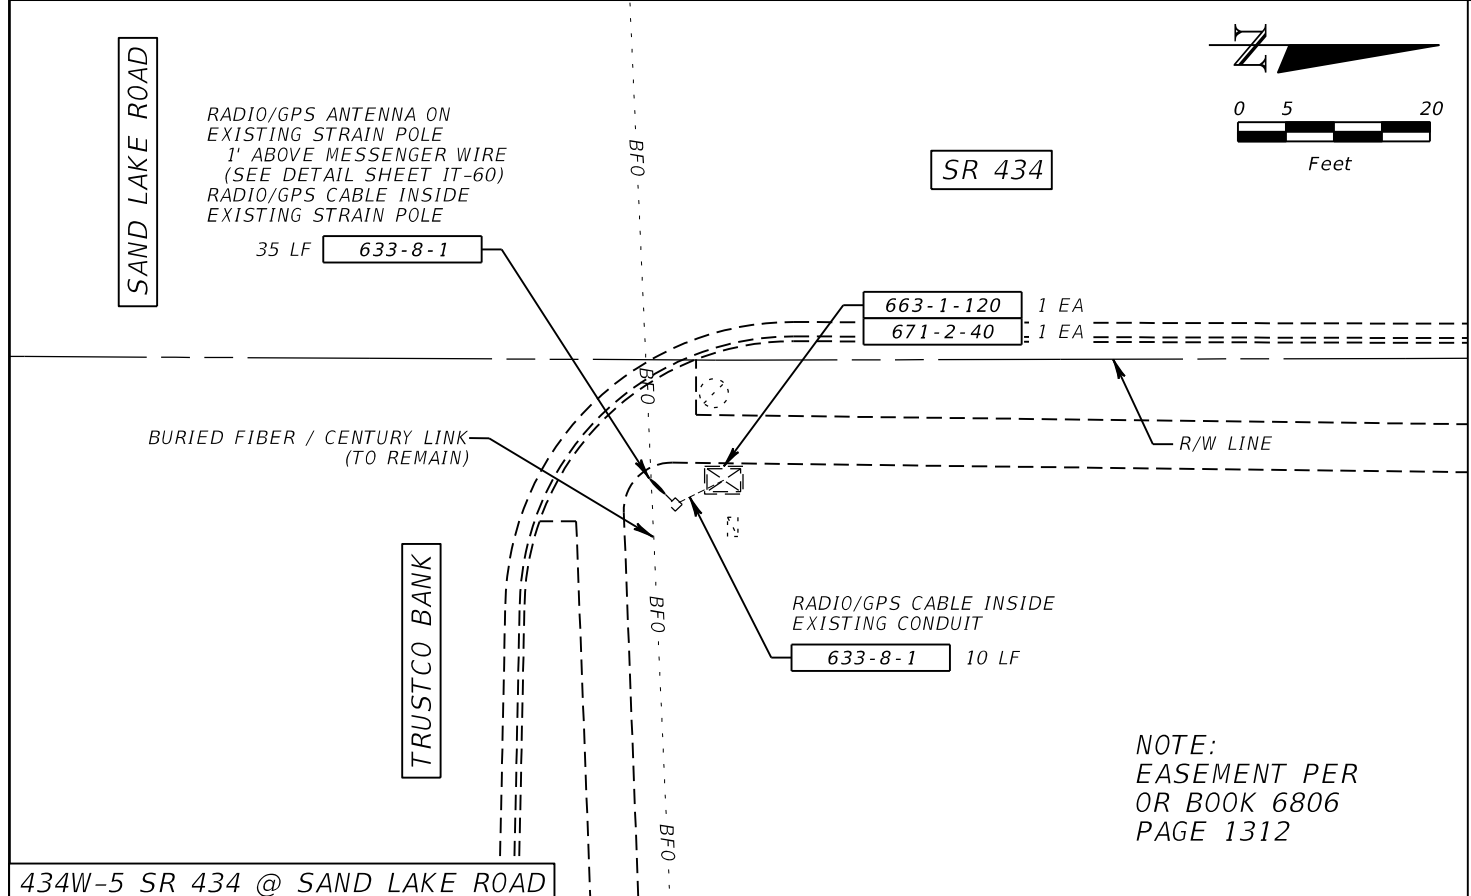 SAND LAKE ROAD
RADIO/GPS ANTENNA ON
EXISTING STRAIN POLE
1' ABOVE MESSENGER WIRE
(SEE DETAIL SHEET IT-60)
RADIO/GPS CABLE INSIDE
EXISTING STRAIN POLE
35 LF 633-8-1
BFO
SR 434
N
0 5 20
Feet
663-1-120 1 EA
671-2-40 1 EA
BFO
BURIED FIBER / CENTURY LINK
(TO REMAIN)
R/W LINE
TRUSTCO BANK
BFO
RADIO/GPS CABLE INSIDE
EXISTING CONDUIT
633-8-1 10 LF
BFO
NOTE:
EASEMENT PER
OR BOOK 6806
PAGE 1312
434W-5 SR 434 @ SAND LAKE ROAD